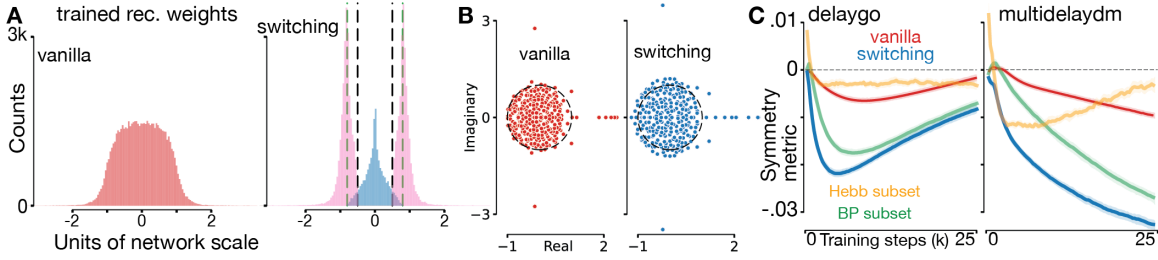 A
trained rec. weights
vanilla
switching
3k
0
Counts
-2
0
2
-2
0
2
Units of network scale
B
3
0
−3
Imaginary
vanilla
switching
−1
Real
2
−1
2
C
delaygo
multidelaydm
.01
0
-.03
Symmetry
metric
vanilla
switching
Hebb subset
BP subset
0
Training steps (k)
25
0
25